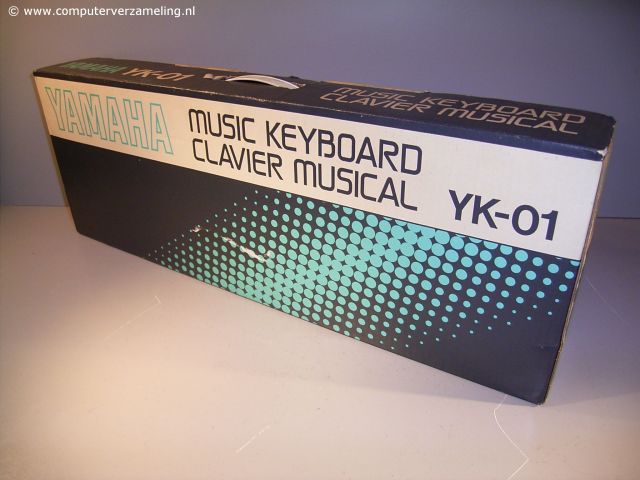 © www.computerverzameling.nl
YAMAHA YK-01
MUSIC KEYBOARD
CLAVIER MUSICAL
YAMAHA
MUSIC KEYBOARD
CLAVIER MUSICAL
YK-01